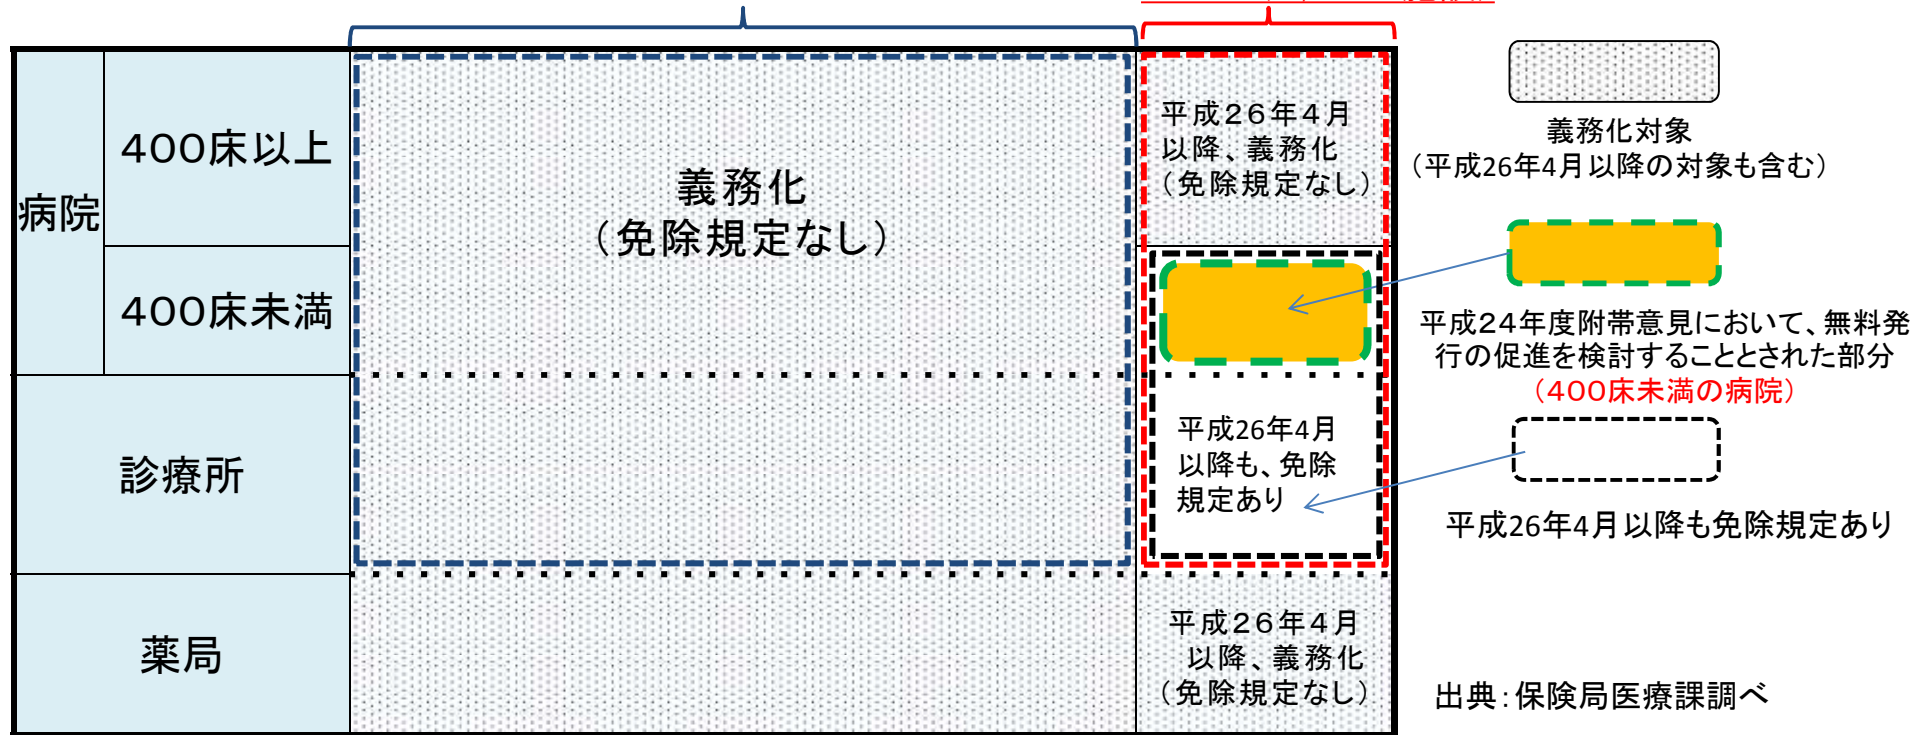 病院
400床以上
400床未満
診療所
薬局
義務化
（免除規定なし）
平成26年4月
以降、義務化
（免除規定なし）
平成26年4月
以降も、免除
規定あり
平成26年4月
以降、義務化
（免除規定なし）
義務化対象
（平成26年4月以降の対象も含む）
平成24年度附帯意見において、無料発
行の促進を検討することとされた部分
（400床未満の病院）
平成26年4月以降も免除規定あり
出典：保険局医療課調べ